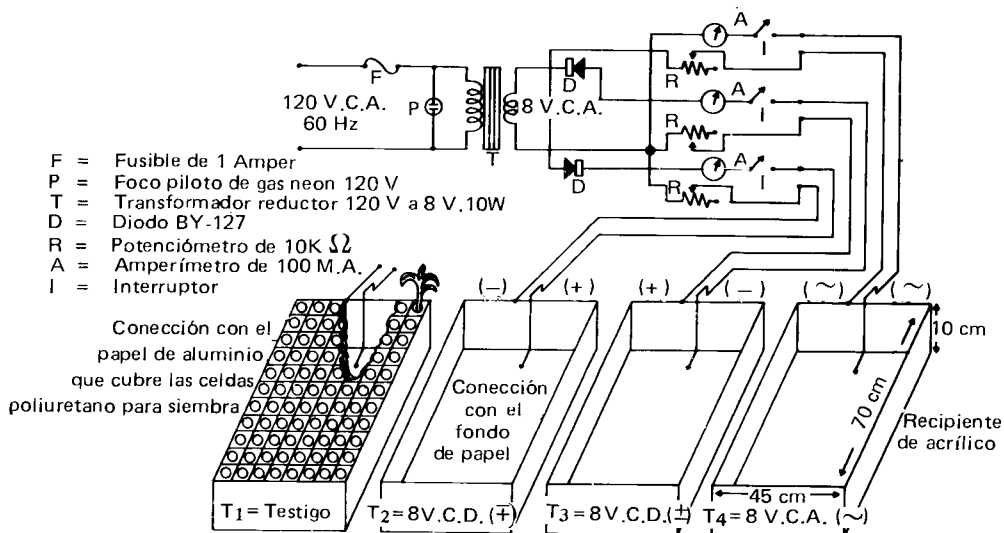 A
I
F
D
R
120 V.C.A.
60 Hz
P
8 V.C.A.
A
I
R
T
A
I
D
R
F = Fusible de 1 Amper
P = Foco piloto de gas neon 120 V
T = Transformador reductor 120 V a 8 V.10W
D = Diodo BY-127
R = Potenciómetro de 10K Ω
A = Amperímetro de 100 M.A.
I = Interruptor
(−) (+) (+) (−) (~) (~)
10 cm
Conección con el
papel de aluminio
que cubre las celdas
poliuretano para siembra
Conección
con el
fondo
de papel
70 cm
Recipiente
de acrílico
45 cm
T1 = Testigo
T2 = 8V.C.D. (∓)
T3 = 8V.C.D. (±)
T4 = 8 V.C.A. (~)